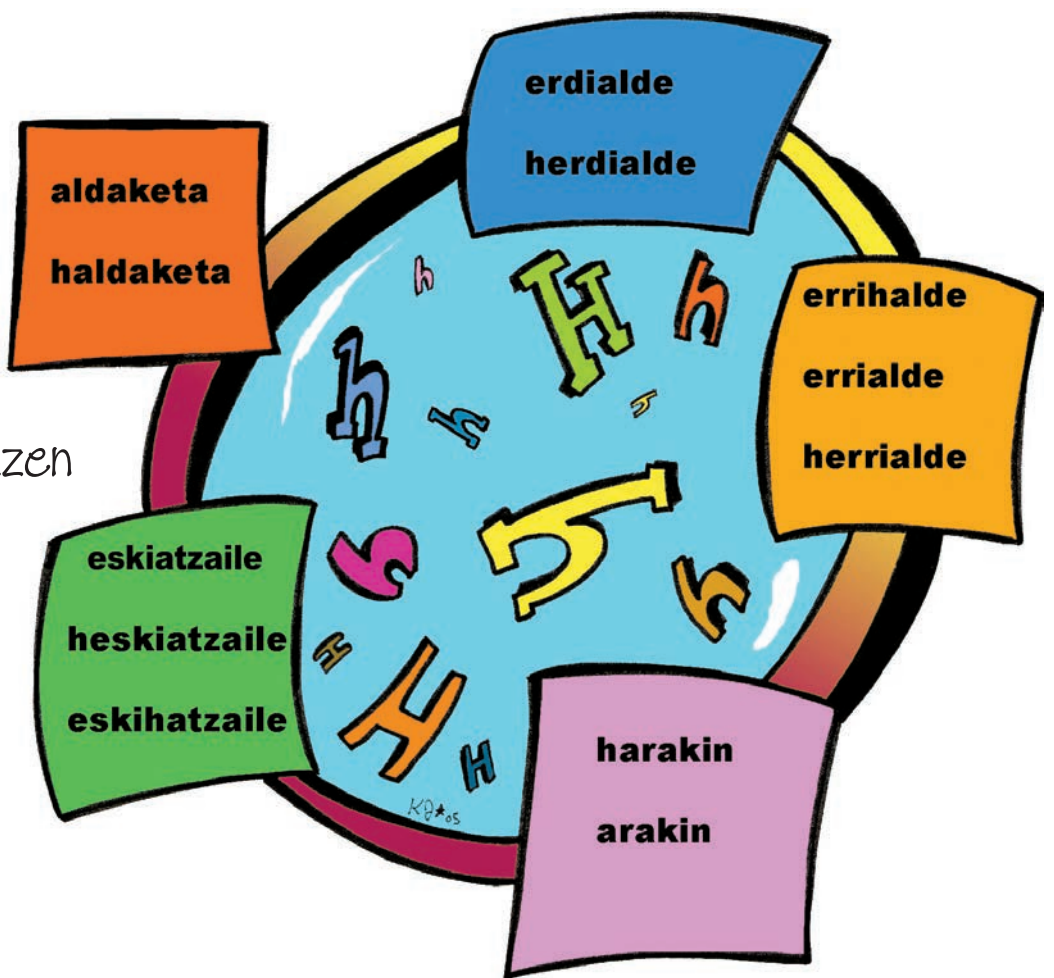 erdialde
herdialde
aldaketa
haldaketa
errihalde
errialde
herrialde
zen
eskiatzaile
heskiatzaile
eskihatzaile
harakin
arakin
h
H
h
h
h
h
h
h
h
h
H
H
H